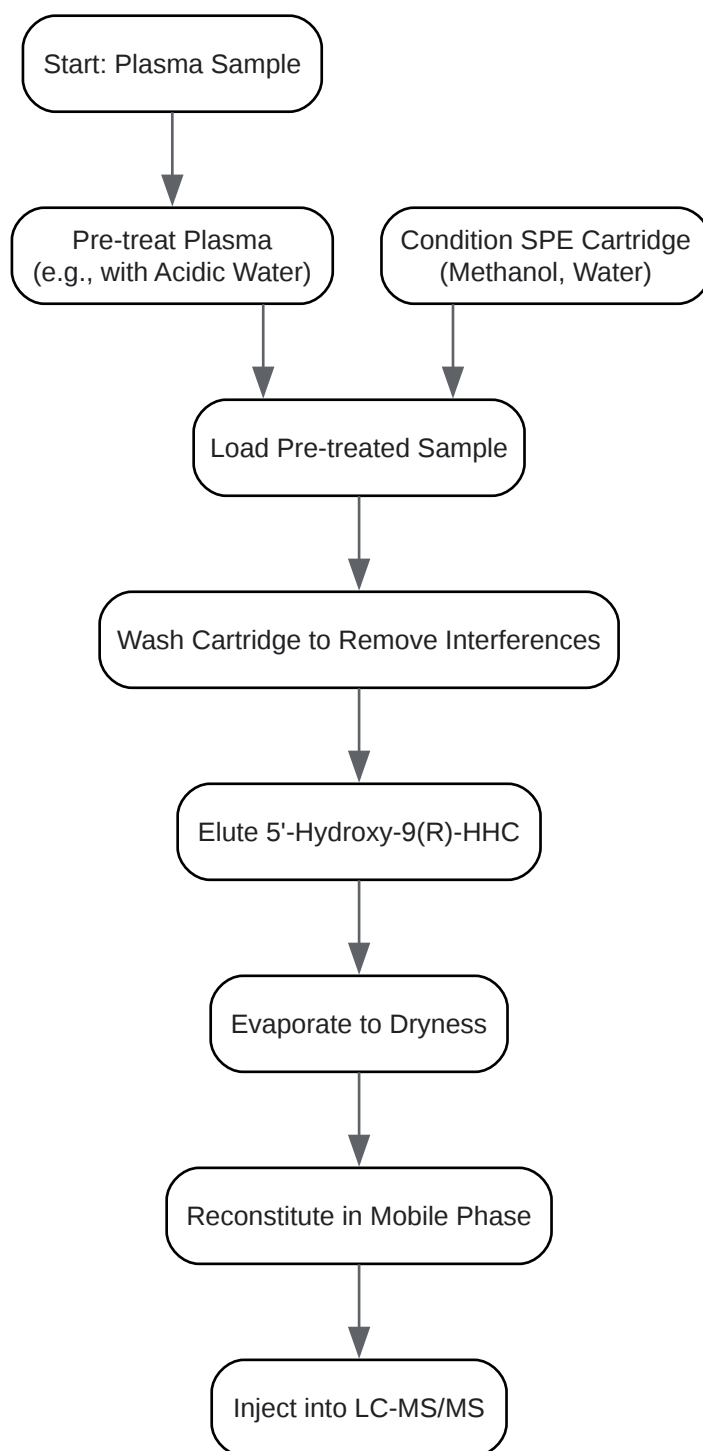 Start: Plasma Sample
Pre-treat Plasma
(e.g., with Acidic Water)
Condition SPE Cartridge
(Methanol, Water)
Load Pre-treated Sample
Wash Cartridge to Remove Interferences
Elute 5'-Hydroxy-9(R)-HHC
Evaporate to Dryness
Reconstitute in Mobile Phase
Inject into LC-MS/MS